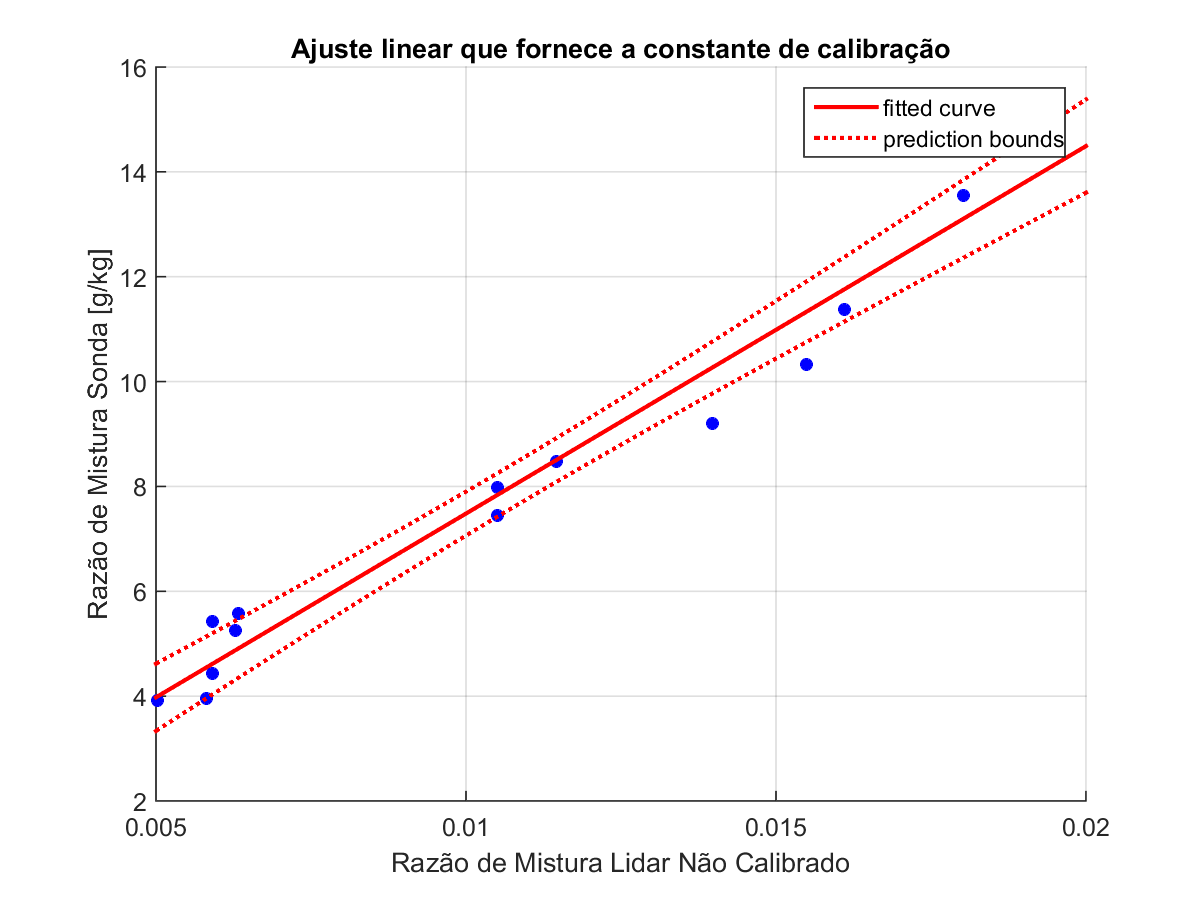 Ajuste linear que fornece a constante de calibração
fitted curve
prediction bounds
Razão de Mistura Sonda [g/kg]
16
14
12
10
8
6
4
2
0.005
0.01
0.015
0.02
Razão de Mistura Lidar Não Calibrado